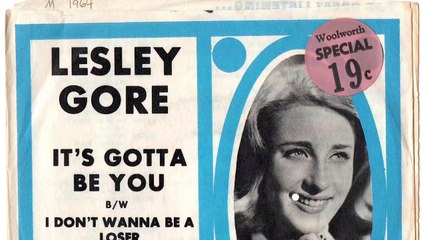 M 1964
LESLEY
GORE
IT'S GOTTA
BE YOU
B/W
I DON'T WANNA BE A
LOSER
Woolworth
SPECIAL
19c